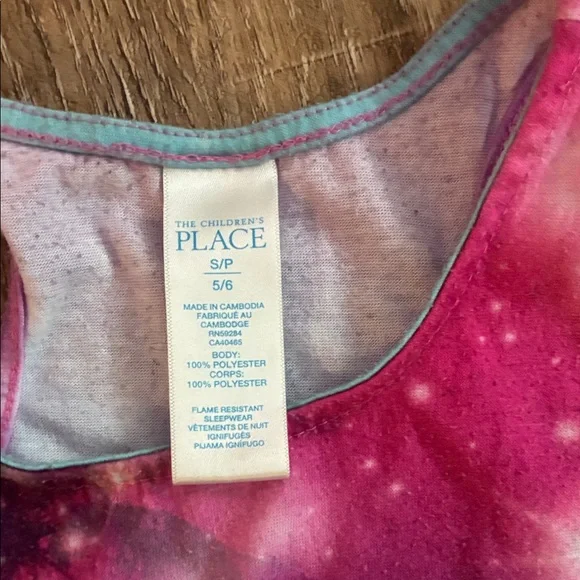 THE CHILDREN'S
PLACE
S/P
5/6
MADE IN CAMBODIA
FABRIQUÉ AU
CAMBODGE
RN59284
CA40465
BODY:
100% POLYESTER
CORPS:
100% POLYESTER
FLAME RESISTANT
SLEEPWEAR
VÊTEMENTS DE NUIT
IGNIFUGÉS
PIJAMA IGNÍFUGO